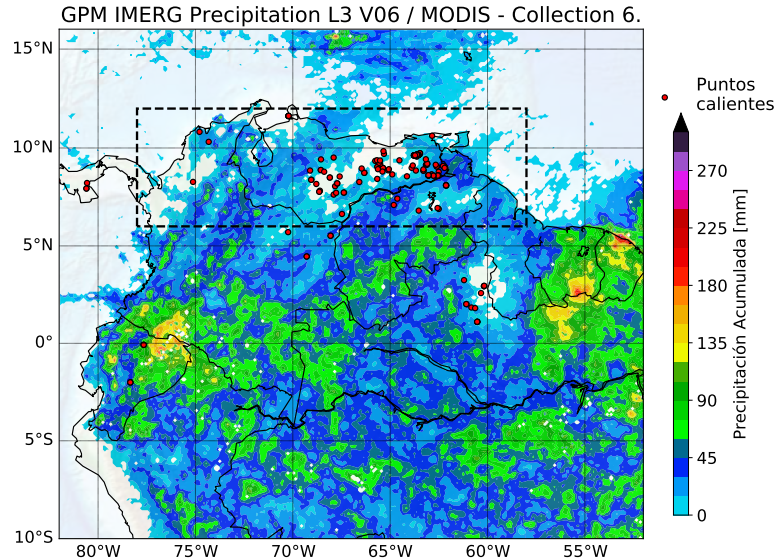 GPM IMERG Precipitation L3 V06 / MODIS - Collection 6.
15°N
10°N
5°N
0°
5°S
10°S
80°W
75°W
70°W
65°W
60°W
55°W
Puntos
calientes
270
225
180
135
90
45
0
Precipitación Acumulada [mm]